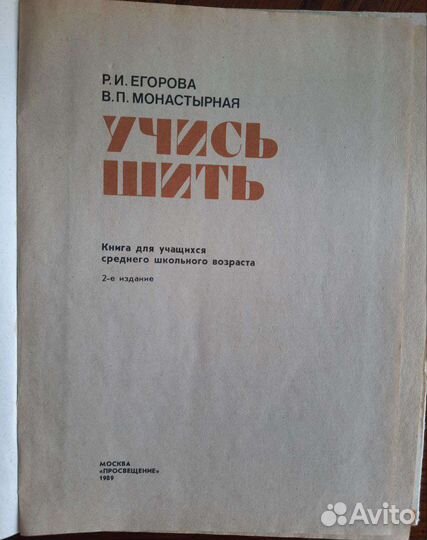 Р.И. ЕГОРОВА
В.П. МОНАСТЫРНАЯ
УЧИСЬ
ШИТЬ
Книга для учащихся
среднего школьного возраста
2-е издание
МОСКВА
«ПРОСВЕЩЕНИЕ»
1989
Avito